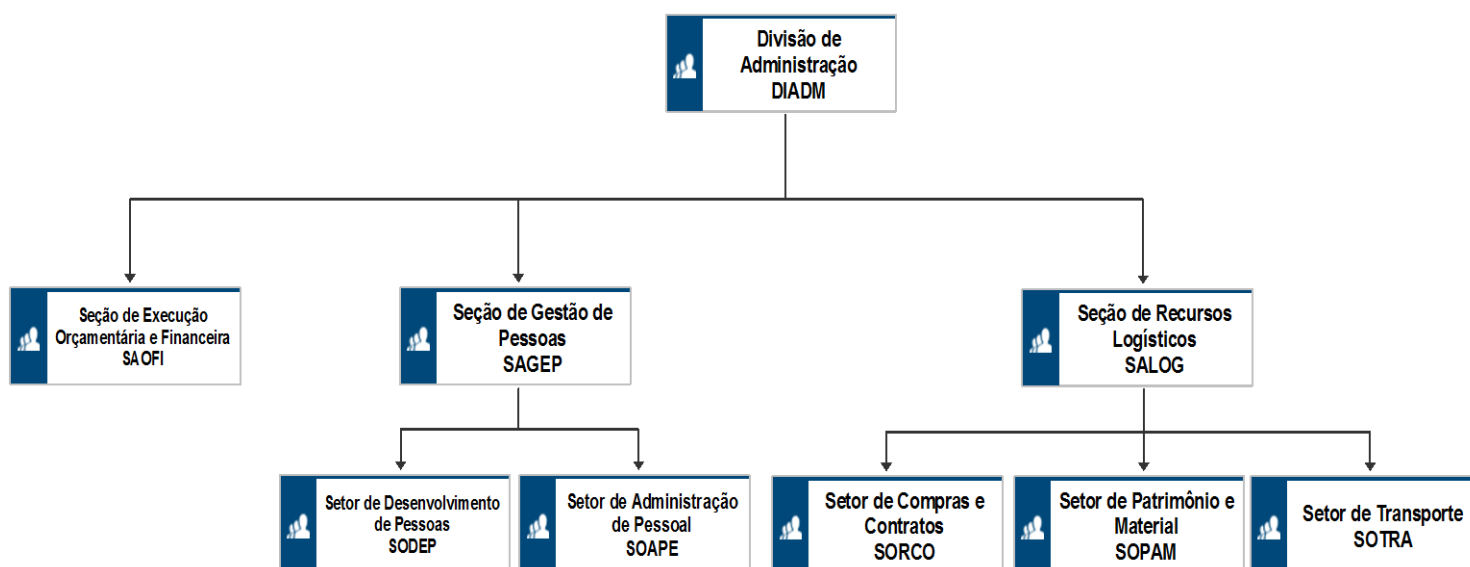 Divisão de
Administração
DIADM
Seção de Execução
Orçamentária e Financeira
SAOFI
Seção de Gestão de
Pessoas
SAGEP
Seção de Recursos
Logísticos
SALOG
Setor de Desenvolvimento
de Pessoas
SODEP
Setor de Administração
de Pessoal
SOAPE
Setor de Compras e
Contratos
SORCO
Setor de Patrimônio e
Material
SOPAM
Setor de Transporte
SOTRA